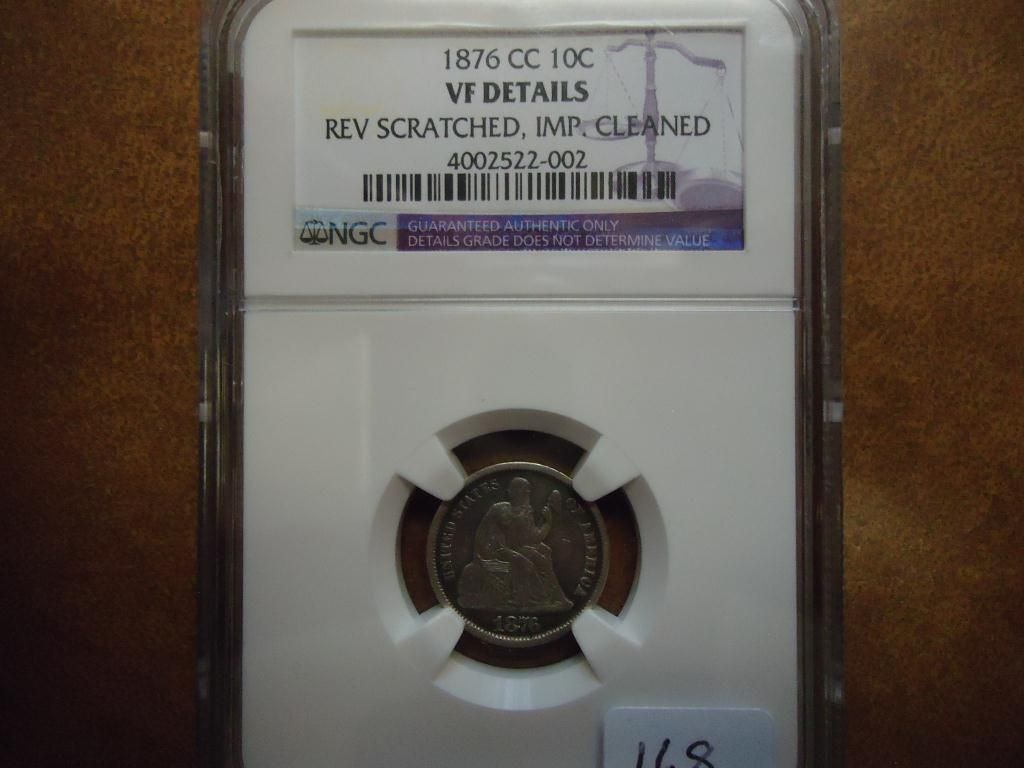 1876 CC 10C
VF DETAILS
REV SCRATCHED, IMP. CLEANED
4002522-002
NGC GUARANTEED AUTHENTIC ONLY
DETAILS GRADE DOES NOT DETERMINE VALUE
UNITED STATES OF AMERICA
1876
168